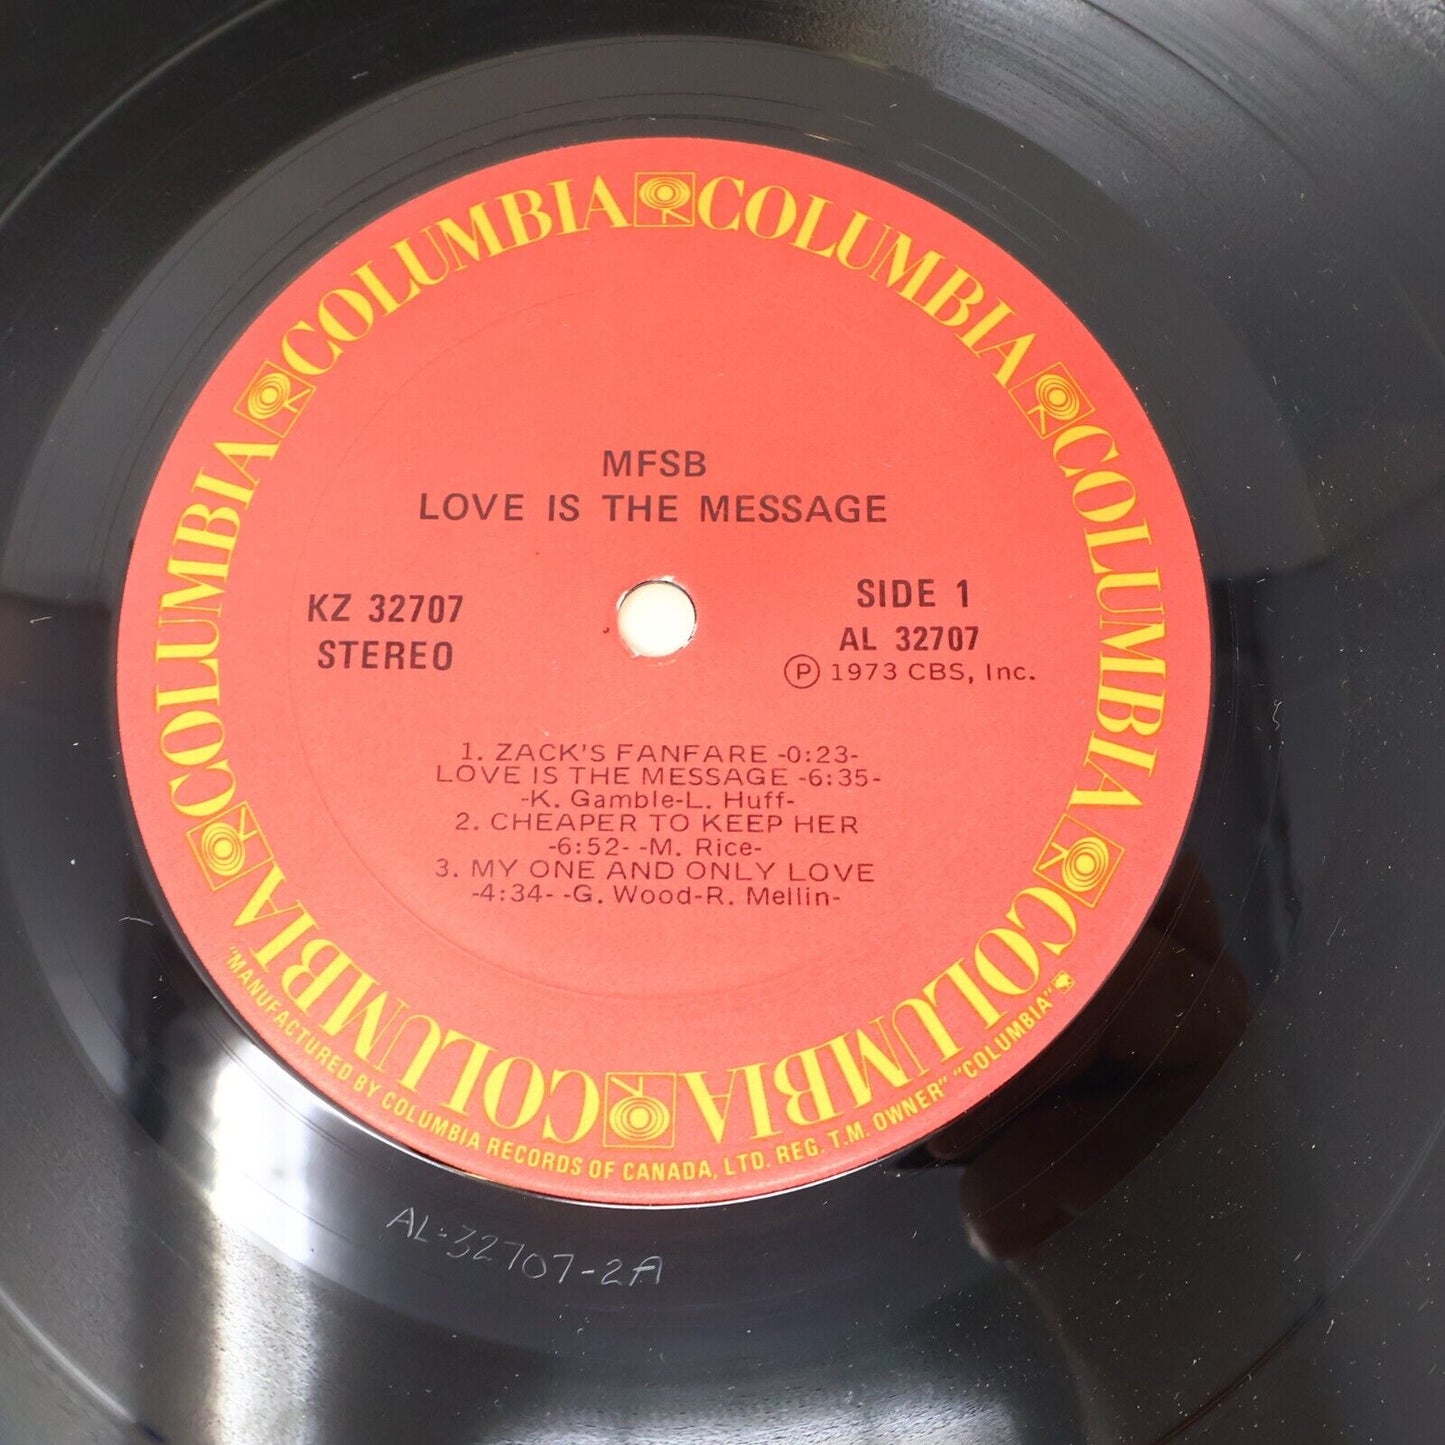 COLUMBIA COLUMBIA COLUMBIA COLUMBIA COLUMBIA COLUMBIA
MFSB
LOVE IS THE MESSAGE
KZ 32707
STEREO
SIDE 1
AL 32707
Ⓟ 1973 CBS, Inc.
1. ZACK'S FANFARE -0:23-
LOVE IS THE MESSAGE -6:35-
-K. Gamble-L. Huff-
2. CHEAPER TO KEEP HER
-6:52- -M. Rice-
3. MY ONE AND ONLY LOVE
-4:34- -G. Wood-R. Mellin-
"MANUFACTURED BY COLUMBIA RECORDS OF CANADA, LTD. REG. T.M. OWNER" "COLUMBIA"
AL-32707-2A